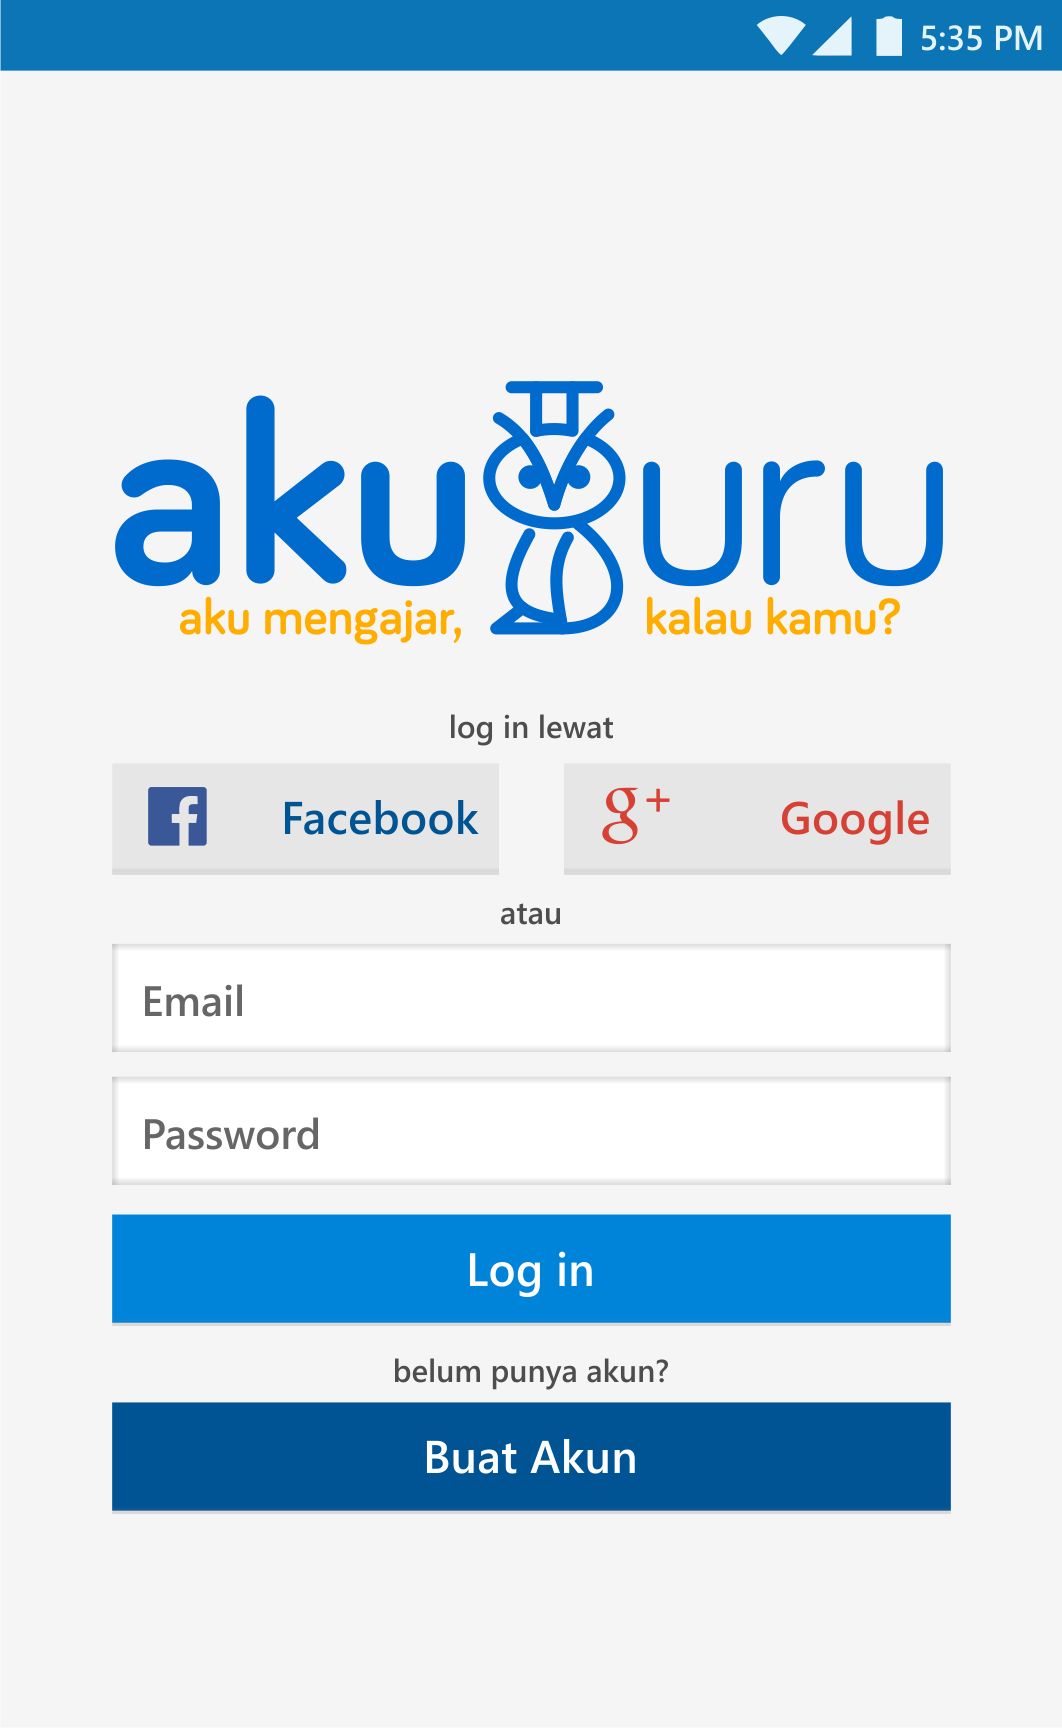 5:35 PM
akuguru
aku mengajar, kalau kamu?
log in lewat
Facebook
g+ Google
atau
Email
Password
Log in
belum punya akun?
Buat Akun